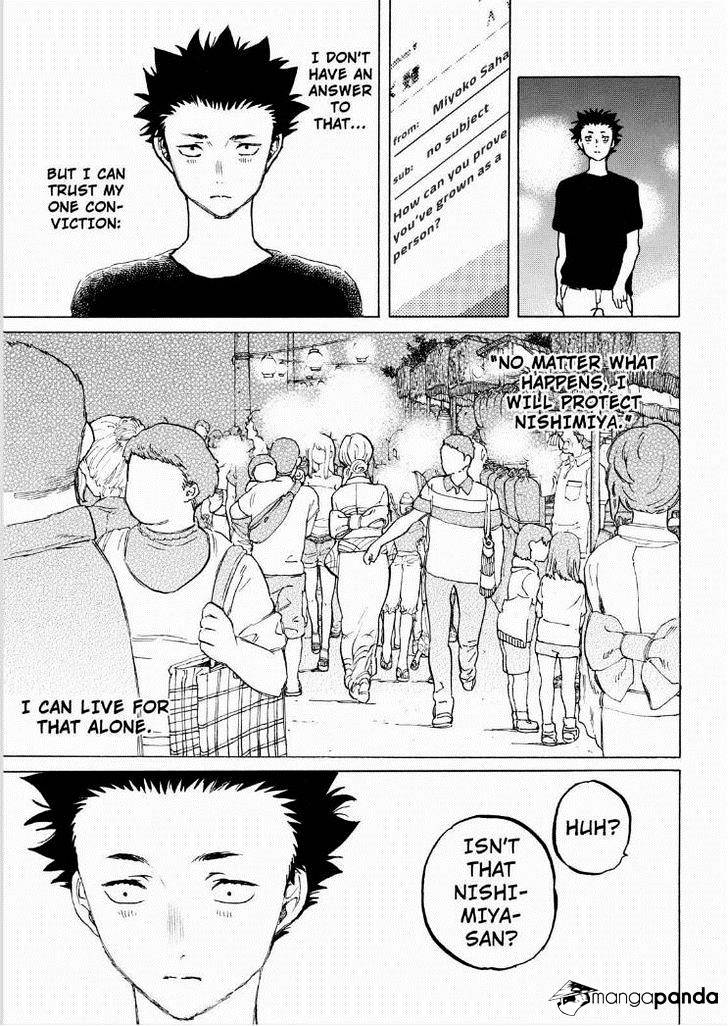 A
from: Miyoko Saha
sub: no subject
How can you prove
you've grown as a
person?
I DON'T
HAVE AN
ANSWER
TO
THAT...
BUT I CAN
TRUST MY
ONE CON-
VICTION:
"NO MATTER WHAT
HAPPENS, I
WILL PROTECT
NISHIMIYA."
I CAN LIVE FOR
THAT ALONE.
HUH?
ISN'T
THAT
NISHI-
MIYA-
SAN?
mangapanda